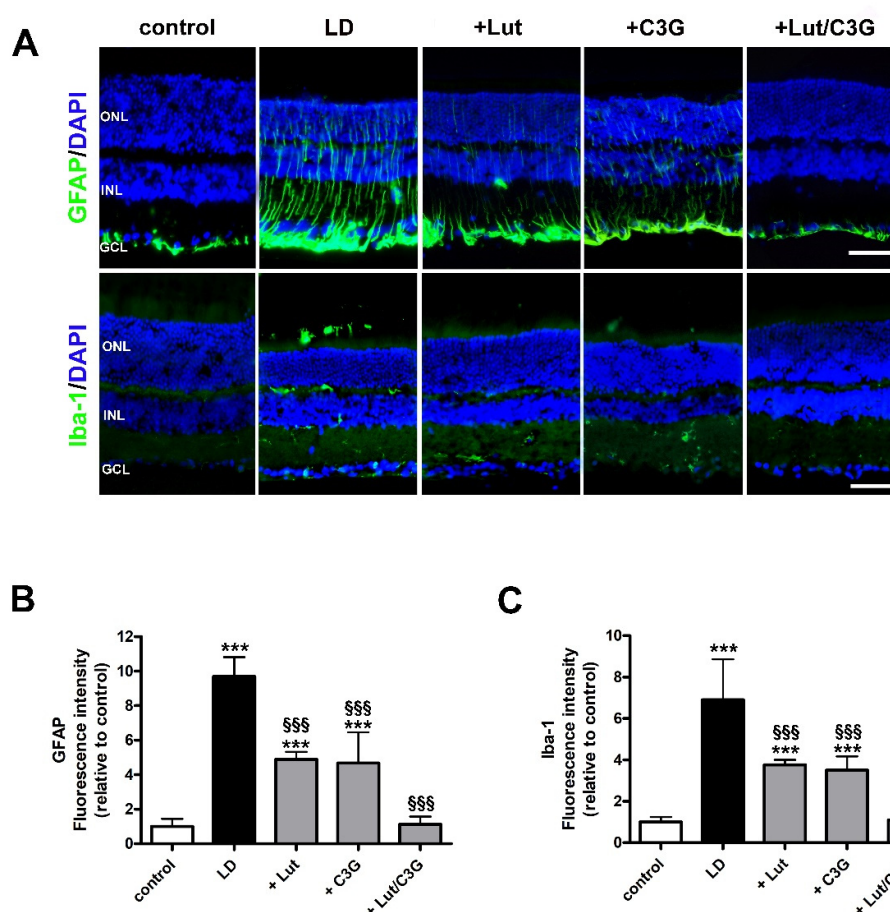 control LD +Lut +C3G +Lut/C3G
A
GFAP/DAPI
ONL
INL
GCL
Iba-1/DAPI
ONL
INL
GCL
B
GFAP
Fluorescence intensity
(relative to control)
12
10
8
6
4
2
0
***
§§§
***
§§§
***
§§§
control
LD
+ Lut
+ C3G
+ Lut/C3G
C
Iba-1
Fluorescence intensity
(relative to control)
10
8
6
4
2
0
***
§§§
***
§§§
***
control
LD
+ Lut
+ C3G